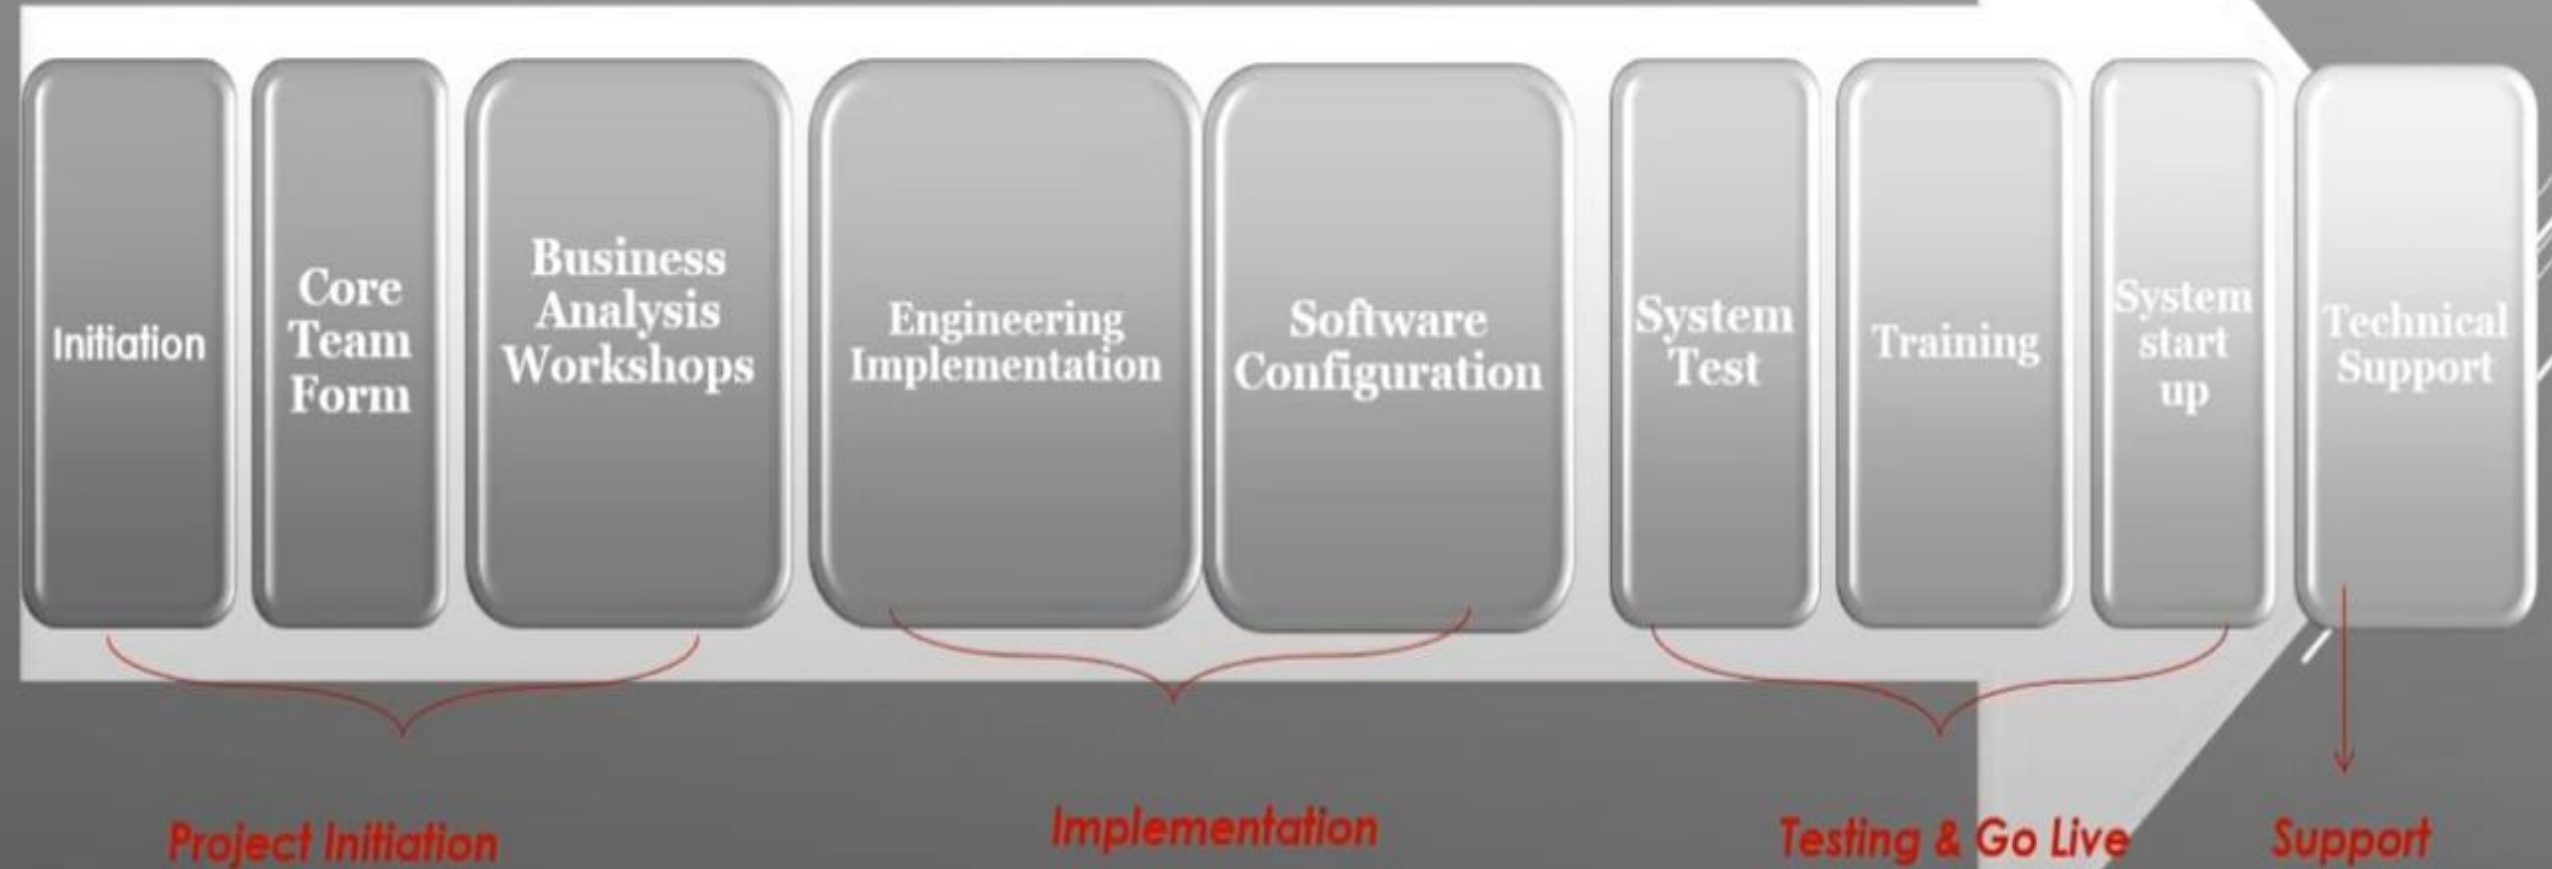 Initiation
Core
Team
Form
Business
Analysis
Workshops
Engineering
Implementation
Software
Configuration
System
Test
Training
System
start
up
Technical
Support
Project Initiation
Implementation
Testing & Go Live
Support